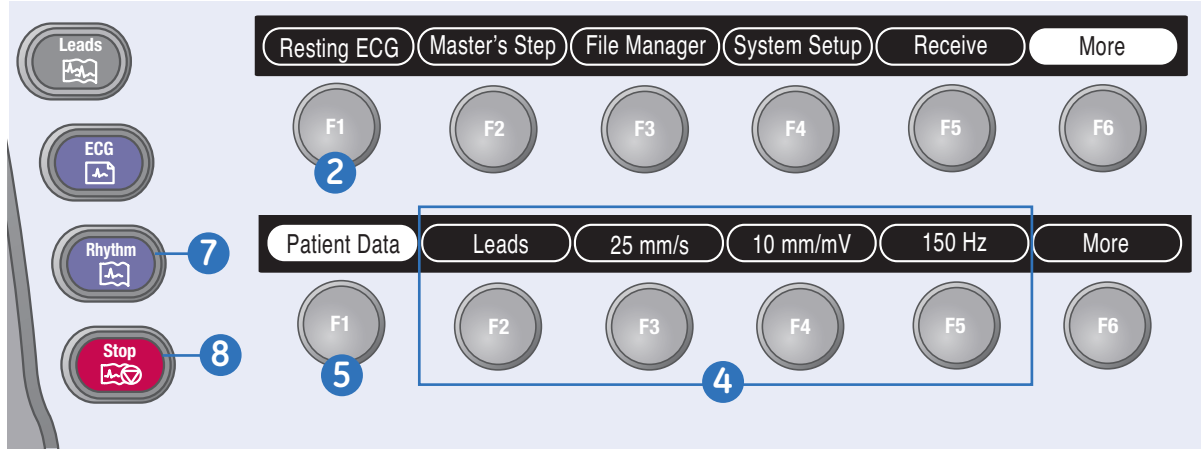 Leads
ECG
Rhythm
7
Stop
8
Resting ECG Master's Step File Manager System Setup Receive More
F1 F2 F3 F4 F5 F6
2
Patient Data Leads 25 mm/s 10 mm/mV 150 Hz More
F1 F2 F3 F4 F5 F6
5 4